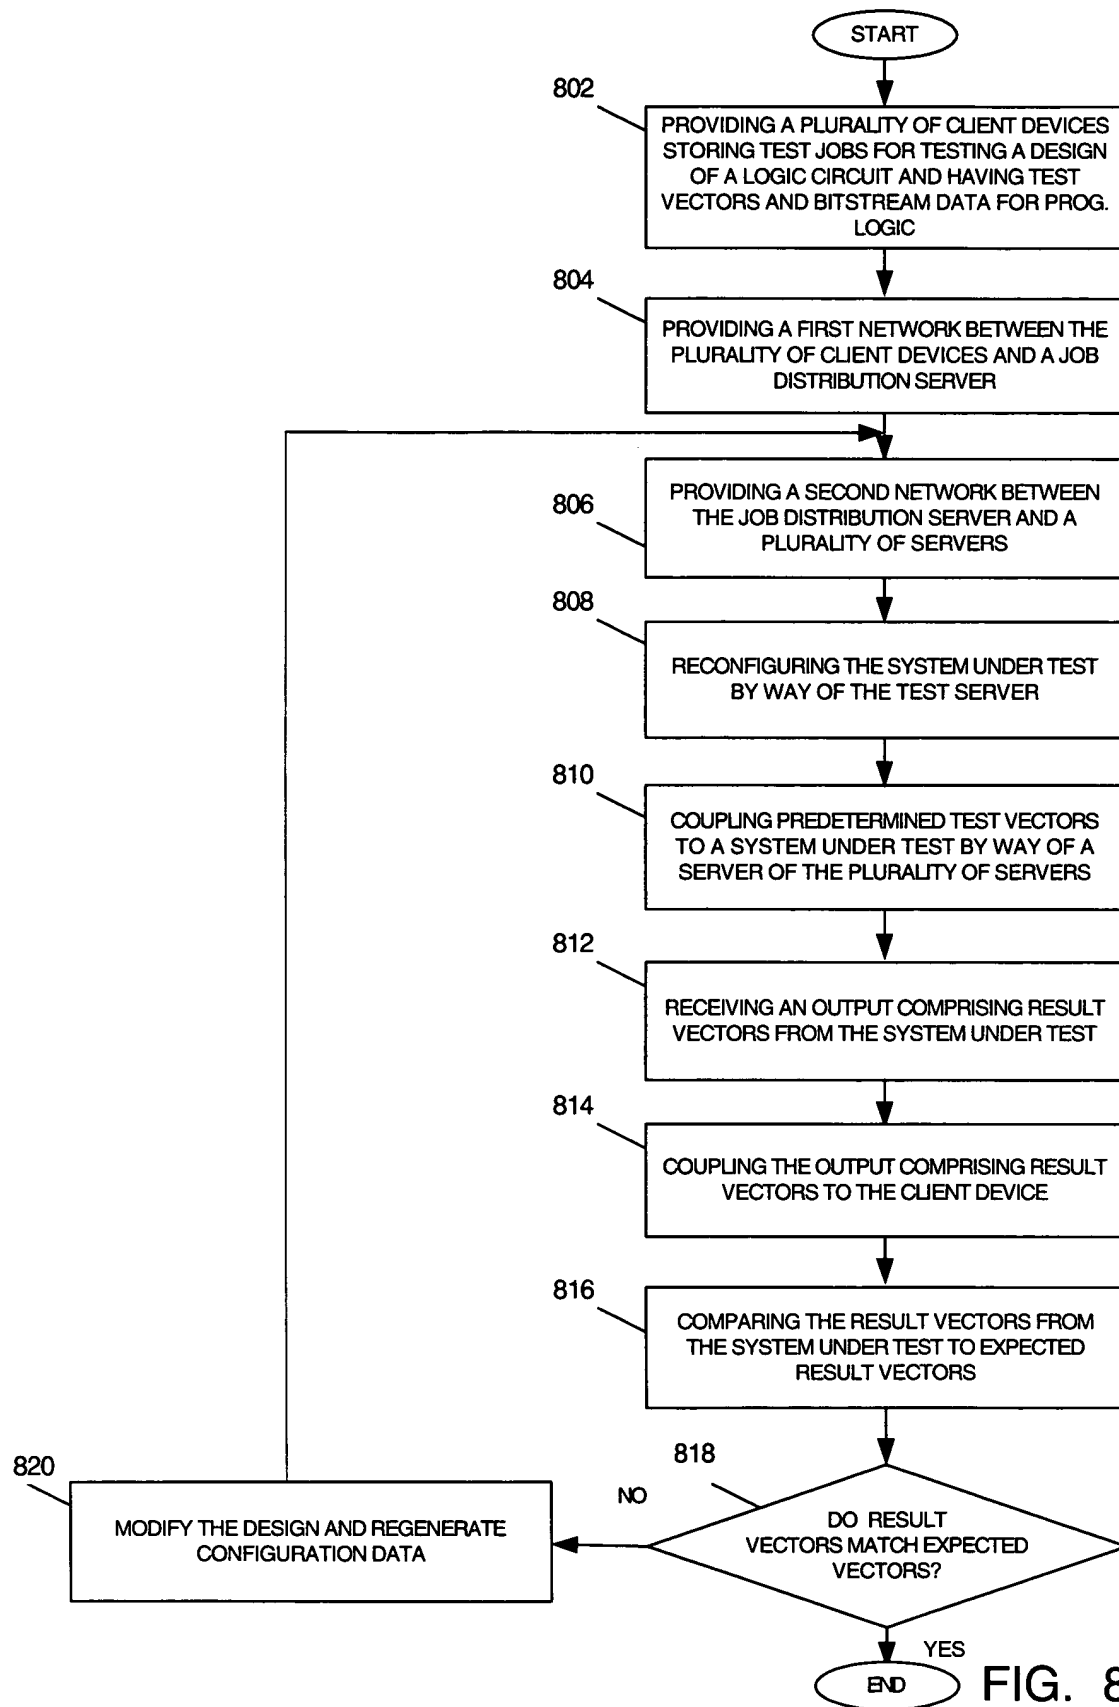 START
802
PROVIDING A PLURALITY OF CLIENT DEVICES
STORING TEST JOBS FOR TESTING A DESIGN
OF A LOGIC CIRCUIT AND HAVING TEST
VECTORS AND BITSTREAM DATA FOR PROG.
LOGIC
804
PROVIDING A FIRST NETWORK BETWEEN THE
PLURALITY OF CLIENT DEVICES AND A JOB
DISTRIBUTION SERVER
806
PROVIDING A SECOND NETWORK BETWEEN
THE JOB DISTRIBUTION SERVER AND A
PLURALITY OF SERVERS
808
RECONFIGURING THE SYSTEM UNDER TEST
BY WAY OF THE TEST SERVER
810
COUPLING PREDETERMINED TEST VECTORS
TO A SYSTEM UNDER TEST BY WAY OF A
SERVER OF THE PLURALITY OF SERVERS
812
RECEIVING AN OUTPUT COMPRISING RESULT
VECTORS FROM THE SYSTEM UNDER TEST
814
COUPLING THE OUTPUT COMPRISING RESULT
VECTORS TO THE CLIENT DEVICE
816
COMPARING THE RESULT VECTORS FROM
THE SYSTEM UNDER TEST TO EXPECTED
RESULT VECTORS
818
DO RESULT
VECTORS MATCH EXPECTED
VECTORS?
NO
820
MODIFY THE DESIGN AND REGENERATE
CONFIGURATION DATA
YES
END
FIG. 8